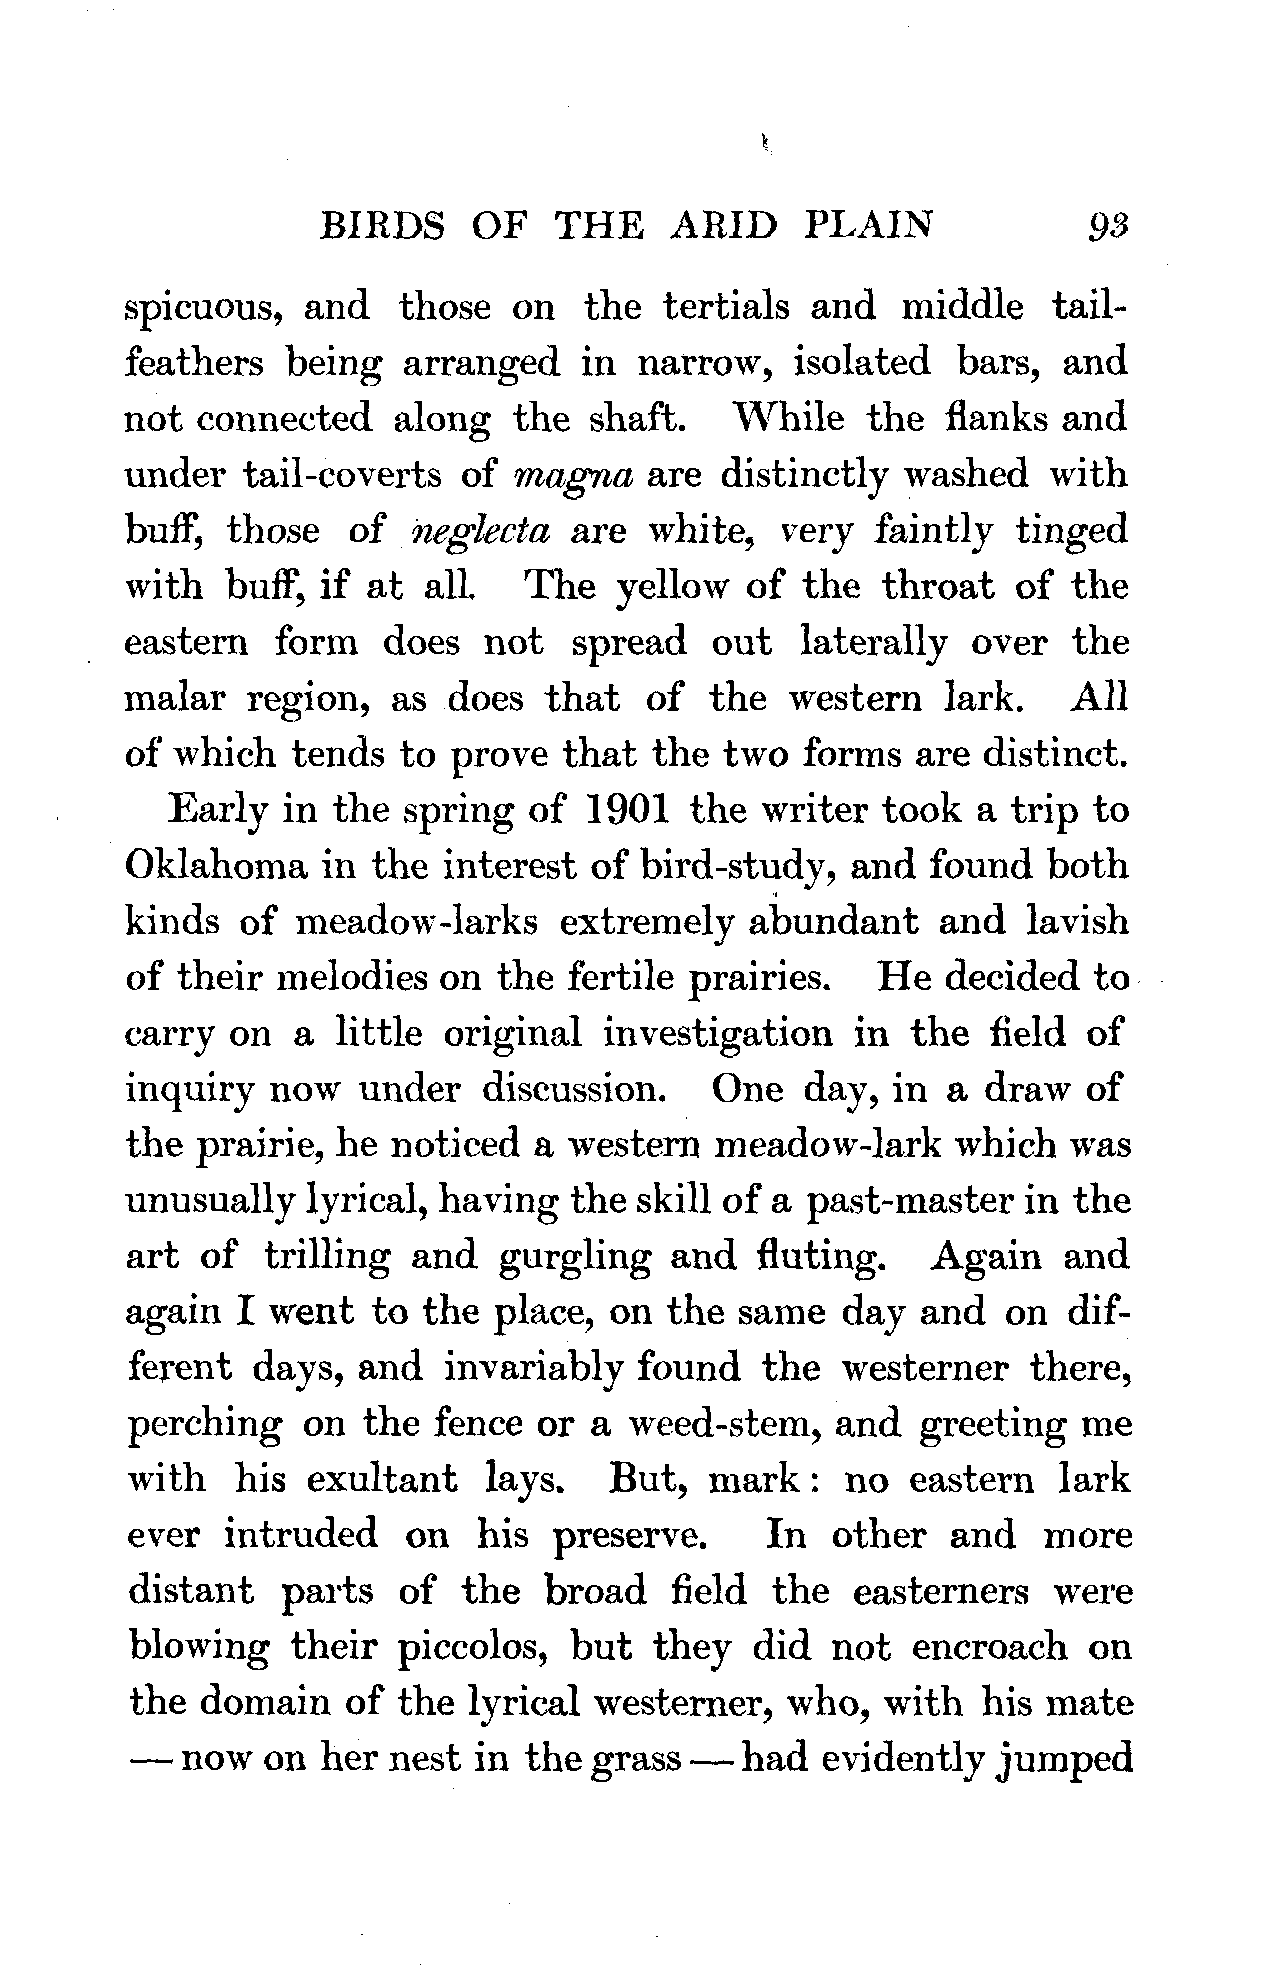 BIRDS OF THE ARID PLAIN 93
spicuous, and those on the tertials and middle tail-
feathers being arranged in narrow, isolated bars, and
not connected along the shaft. While the flanks and
under tail-coverts of magna are distinctly washed with
buff, those of neglecta are white, very faintly tinged
with buff, if at all. The yellow of the throat of the
eastern form does not spread out laterally over the
malar region, as does that of the western lark. All
of which tends to prove that the two forms are distinct.
Early in the spring of 1901 the writer took a trip to
Oklahoma in the interest of bird-study, and found both
kinds of meadow-larks extremely abundant and lavish
of their melodies on the fertile prairies. He decided to
carry on a little original investigation in the field of
inquiry now under discussion. One day, in a draw of
the prairie, he noticed a western meadow-lark which was
unusually lyrical, having the skill of a past-master in the
art of trilling and gurgling and fluting. Again and
again I went to the place, on the same day and on dif-
ferent days, and invariably found the westerner there,
perching on the fence or a weed-stem, and greeting me
with his exultant lays. But, mark : no eastern lark
ever intruded on his preserve. In other and more
distant parts of the broad field the easterners were
blowing their piccolos, but they did not encroach on
the domain of the lyrical westerner, who, with his mate
— now on her nest in the grass — had evidently jumped